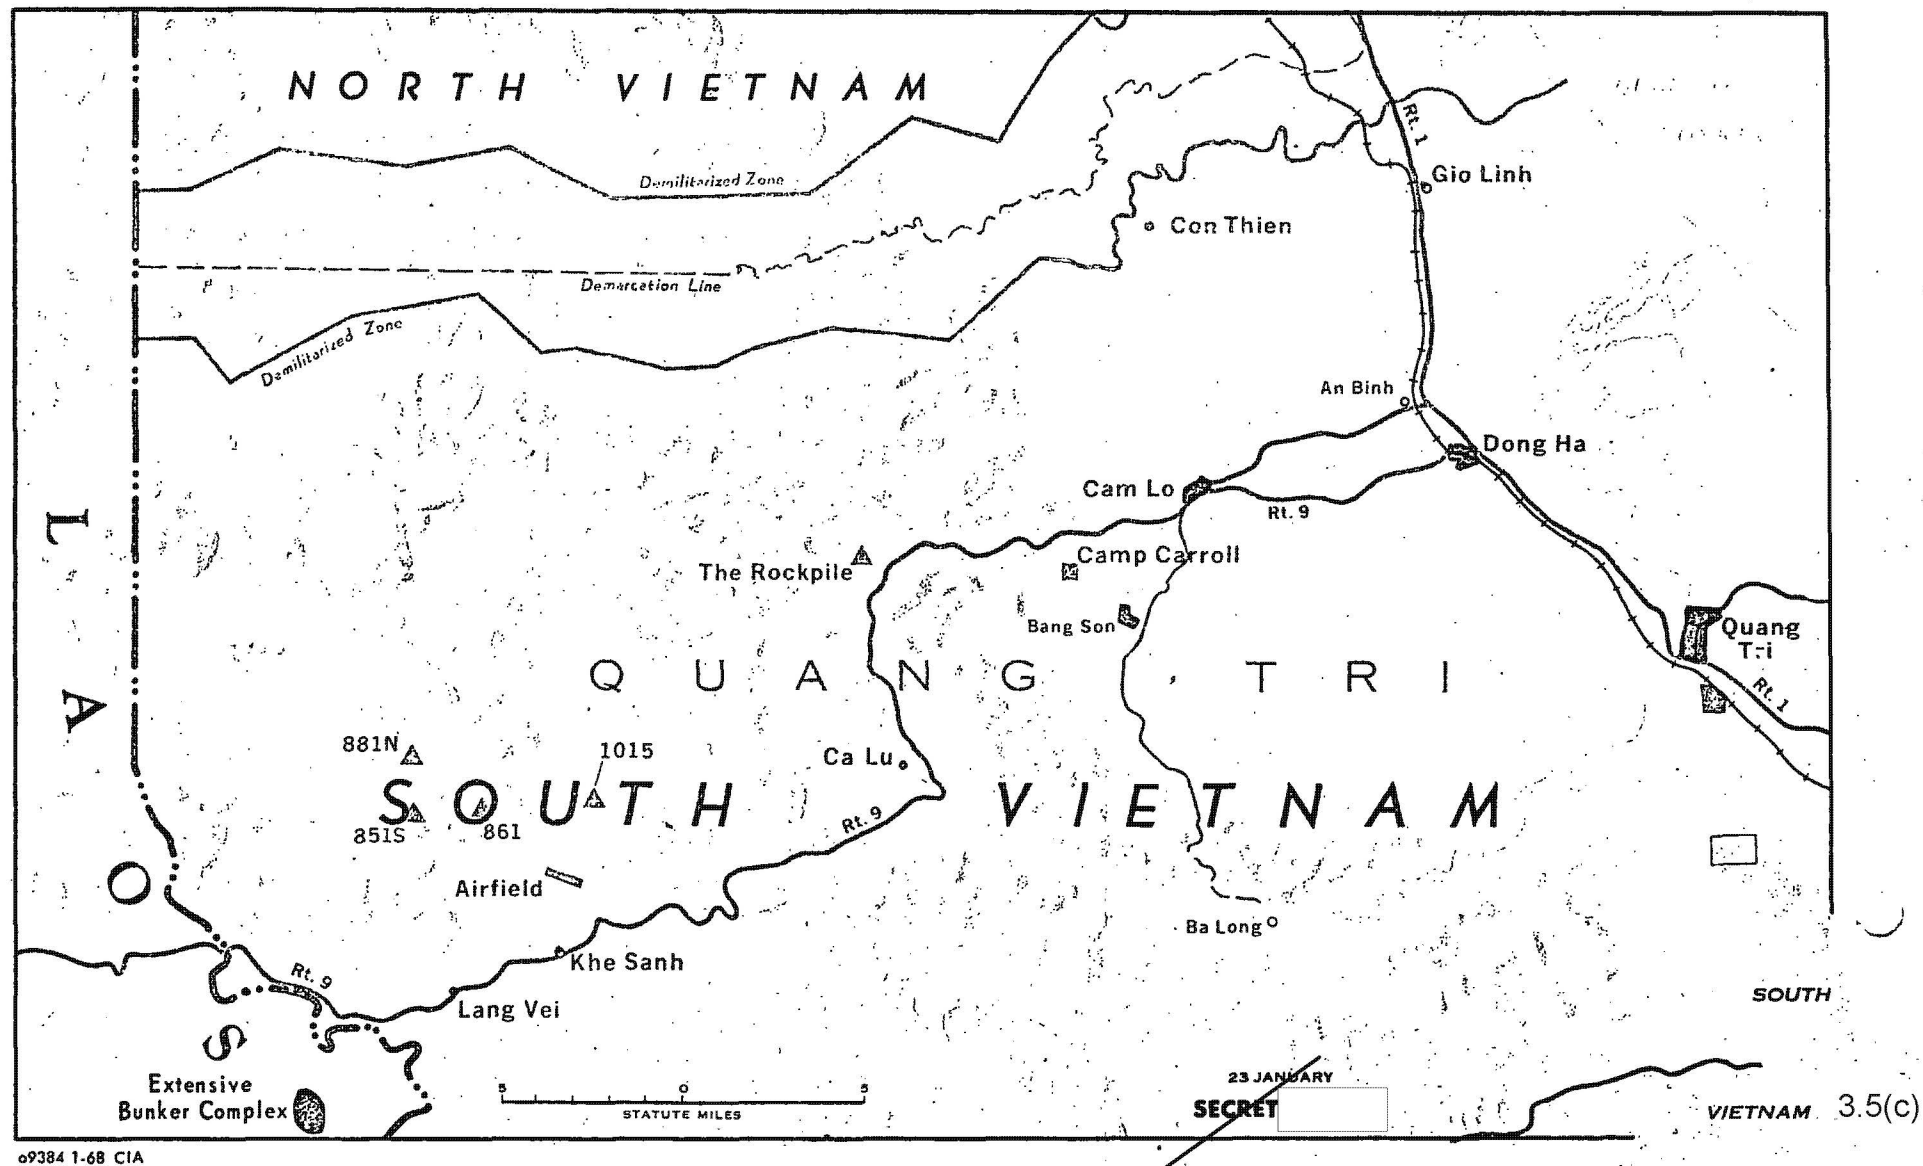 NORTH VIETNAM
Rt. 1
Demilitarized Zone
Gio Linh
Con Thien
Demarcation Line
Demilitarized Zone
An Binh
Dong Ha
Cam Lo
Rt. 9
LAOS
Camp Carroll
The Rockpile
Bang Son
Quang
Tri
QUANG TRI
Rt. 1
881N
1015
Ca Lu
SOUTH VIETNAM
851S
861
Rt. 9
Airfield
Ba Long
Khe Sanh
Rt. 9
SOUTH
Lang Vei
Extensive
Bunker Complex
5 0 5
STATUTE MILES
23 JANUARY
SECRET
VIETNAM
3.5(c)
a9384 1-68 CIA